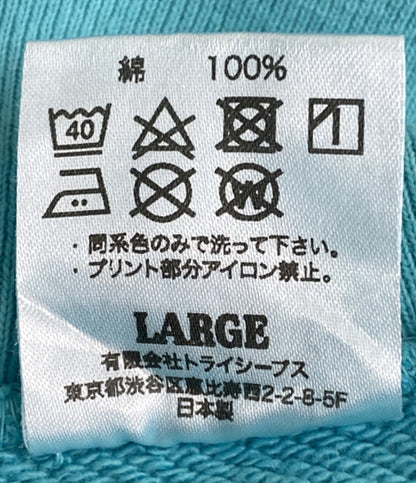 綿 100%
40
W
・同系色のみで洗って下さい。
・プリント部分アイロン禁止。
LARGE
有限会社トライシープス
東京都渋谷区恵比寿西2-2-8-5F
日本製